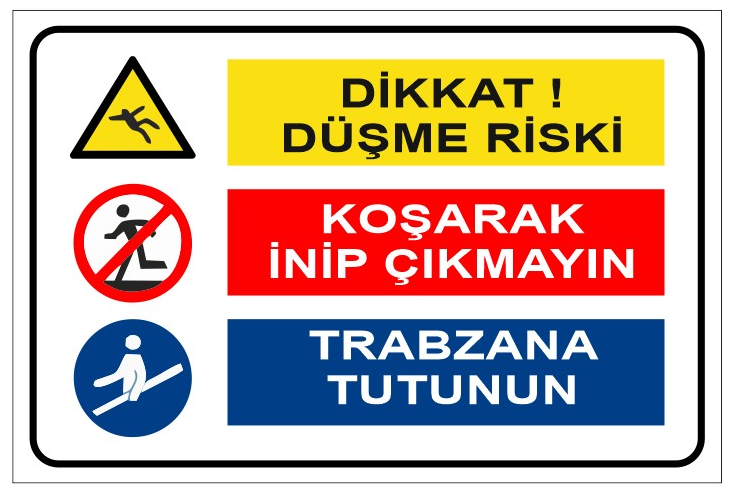 DİKKAT !
DÜŞME RİSKİ
KOŞARAK
İNİP ÇIKMAYIN
TRABZANA
TUTUNUN